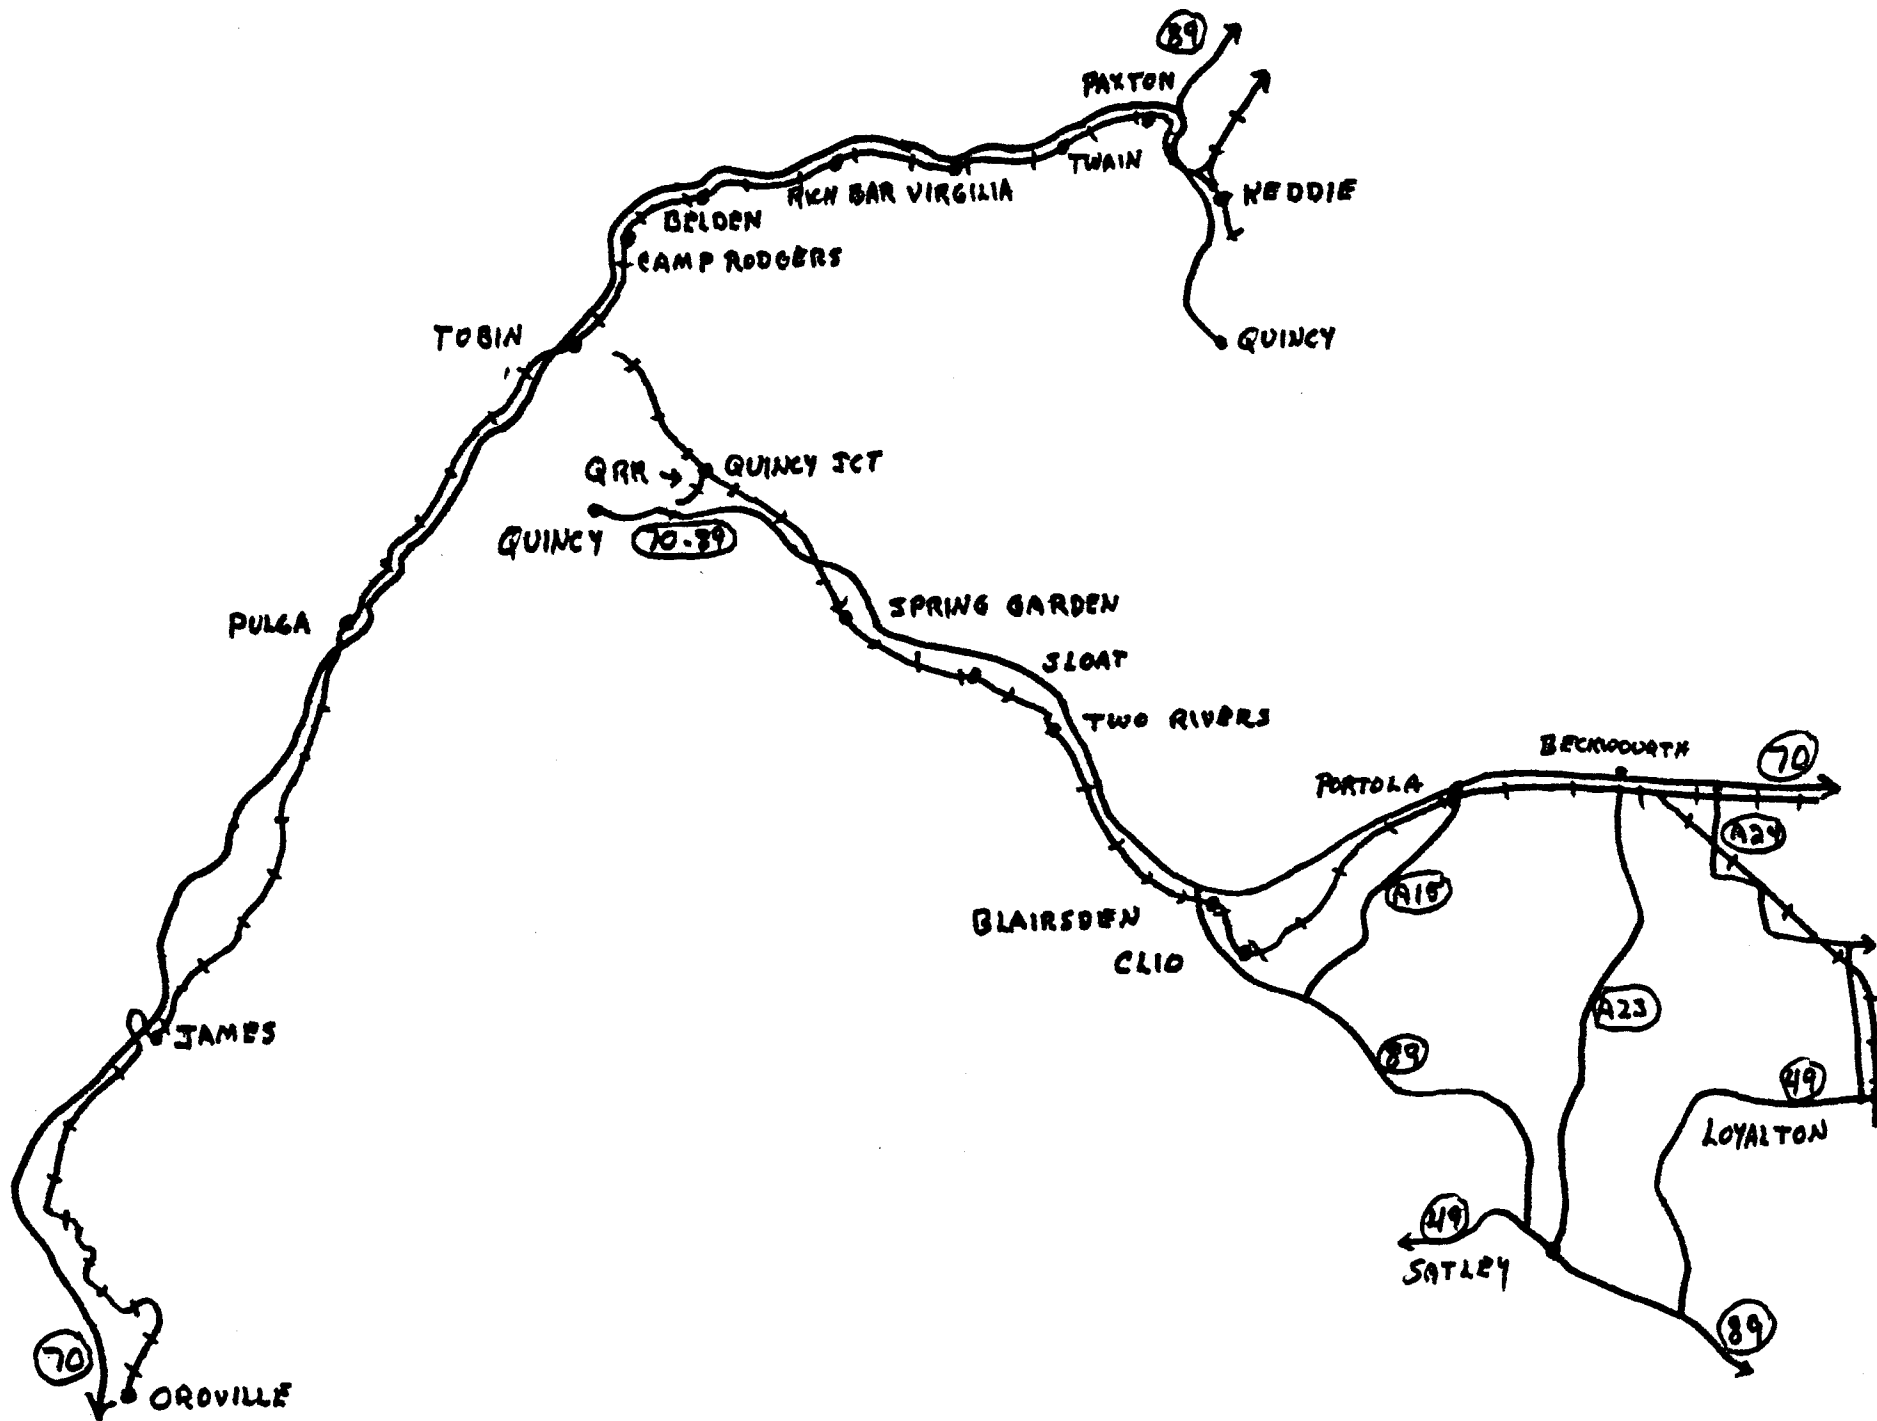 89
PAXTON
TWAIN
KEDDIE
RICH BAR VIRGILIA
BELDEN
CAMP RODGERS
TOBIN
QUINCY
QRR →
QUINCY JCT
QUINCY
70-89
SPRING GARDEN
PULGA
SLOAT
TWO RIVERS
BECKWOURTH
70
PORTOLA
A24
A15
BLAIRSDEN
CLIO
A23
JAMES
89
49
LOYALTON
49
SATLEY
89
70
OROVILLE